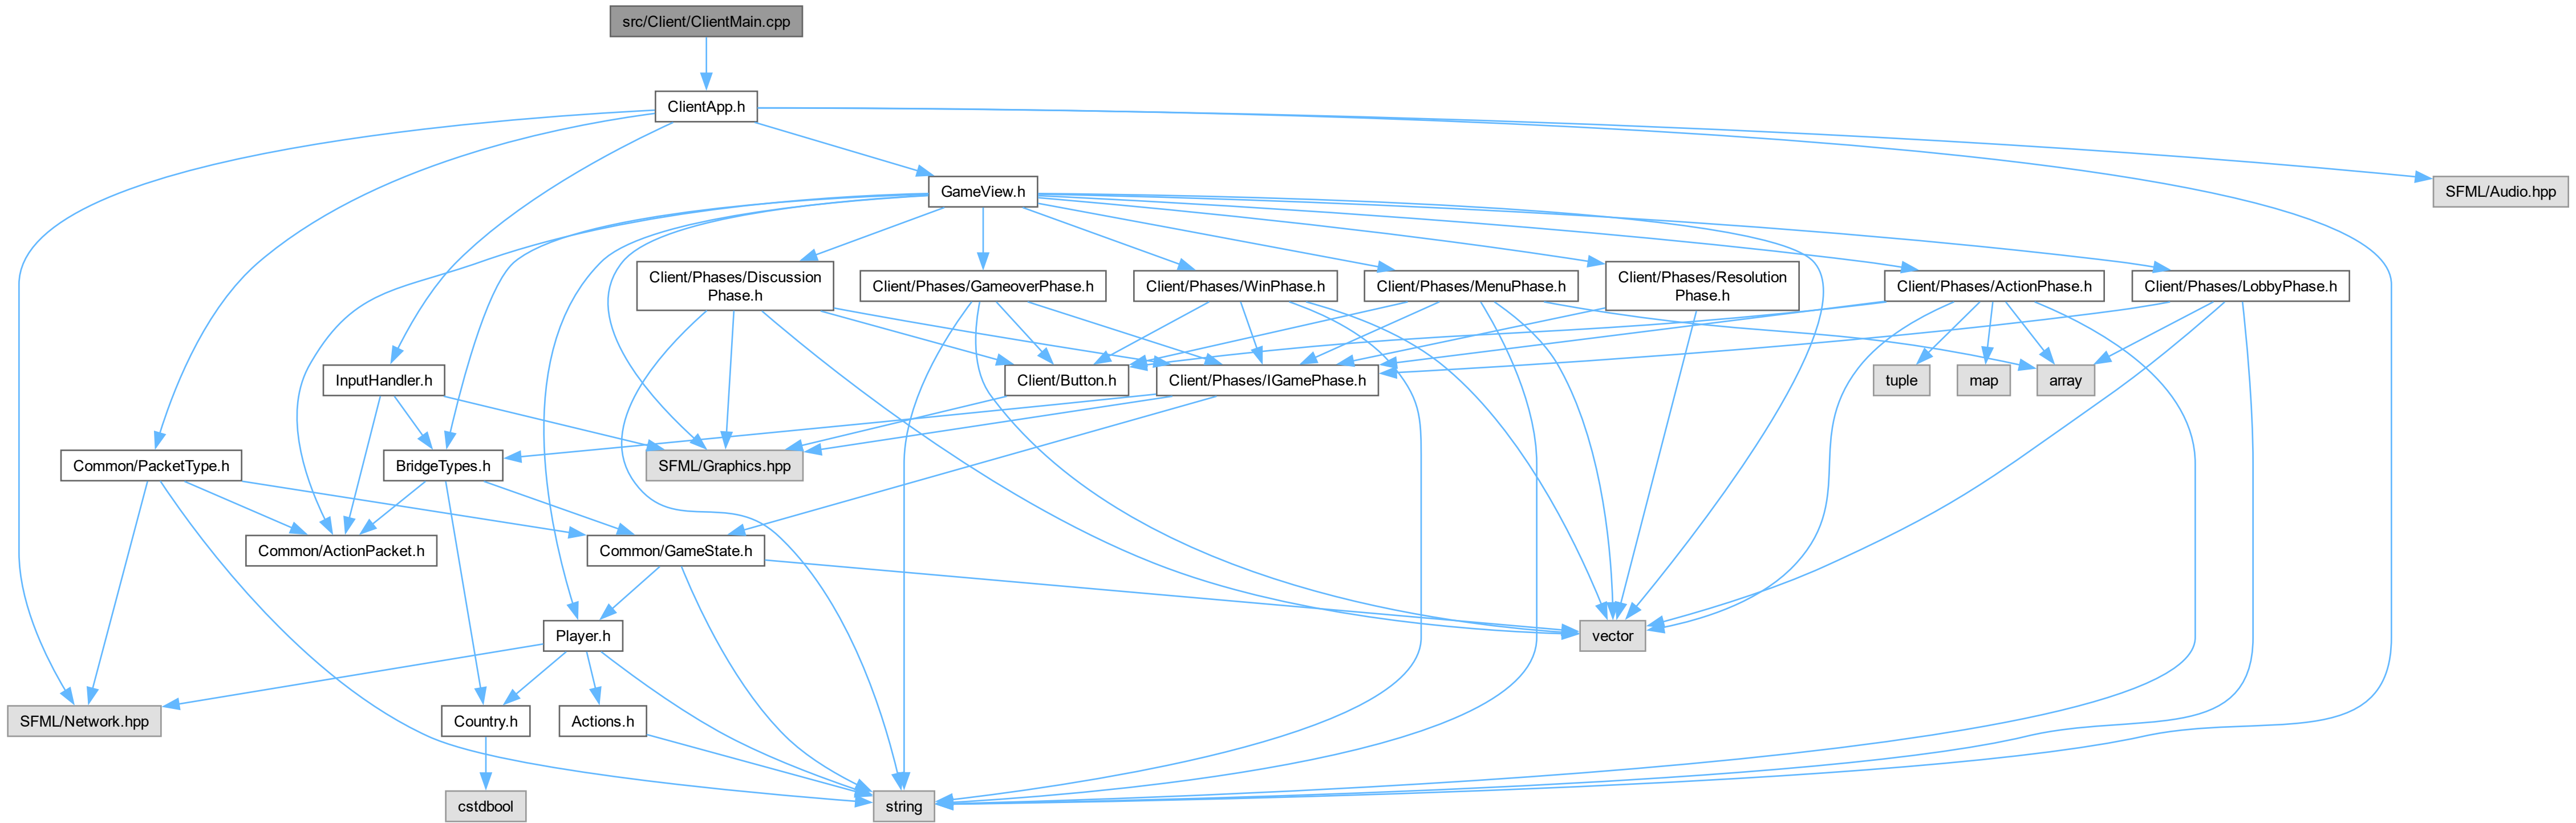 src/Client/ClientMain.cpp
ClientApp.h
GameView.h
SFML/Audio.hpp
Client/Phases/Discussion
Phase.h
Client/Phases/GameoverPhase.h
Client/Phases/WinPhase.h
Client/Phases/MenuPhase.h
Client/Phases/Resolution
Phase.h
Client/Phases/ActionPhase.h
Client/Phases/LobbyPhase.h
InputHandler.h
Client/Button.h
Client/Phases/IGamePhase.h
tuple
map
array
Common/PacketType.h
BridgeTypes.h
SFML/Graphics.hpp
Common/ActionPacket.h
Common/GameState.h
Player.h
vector
SFML/Network.hpp
Country.h
Actions.h
cstdbool
string